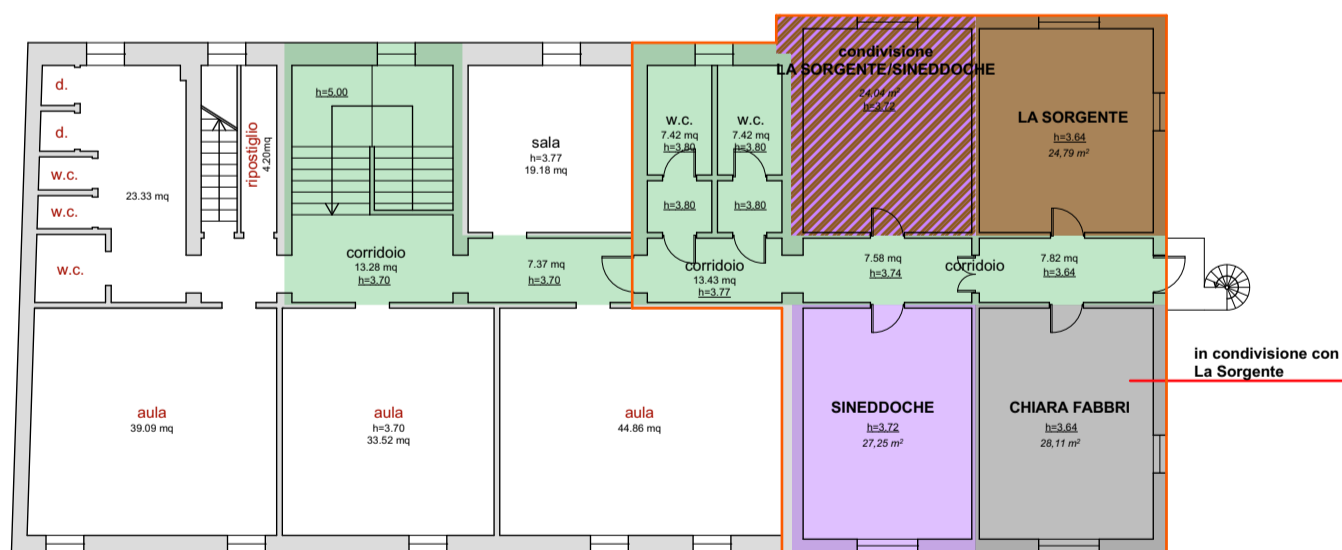 d.
d.
w.c.
w.c.
w.c.
23.33 mq
ripostiglio
4.20mq
h=5.00
corridoio
13.28 mq
h=3.70
sala
h=3.77
19.18 mq
7.37 mq
h=3.70
w.c.
7.42 mq
h=3.80
w.c.
7.42 mq
h=3.80
h=3.80
h=3.80
corridoio
13.43 mq
h=3.77
condivisione
LA SORGENTE/SINEDDOCHE
24,04 m²
h=3.72
LA SORGENTE
h=3.64
24,79 m²
7.58 mq
h=3.74
corridoio
7.82 mq
h=3.64
aula
39.09 mq
aula
h=3.70
33.52 mq
aula
44.86 mq
SINEDDOCHE
h=3.72
27,25 m²
CHIARA FABBRI
h=3.64
28,11 m²
in condivisione con
La Sorgente